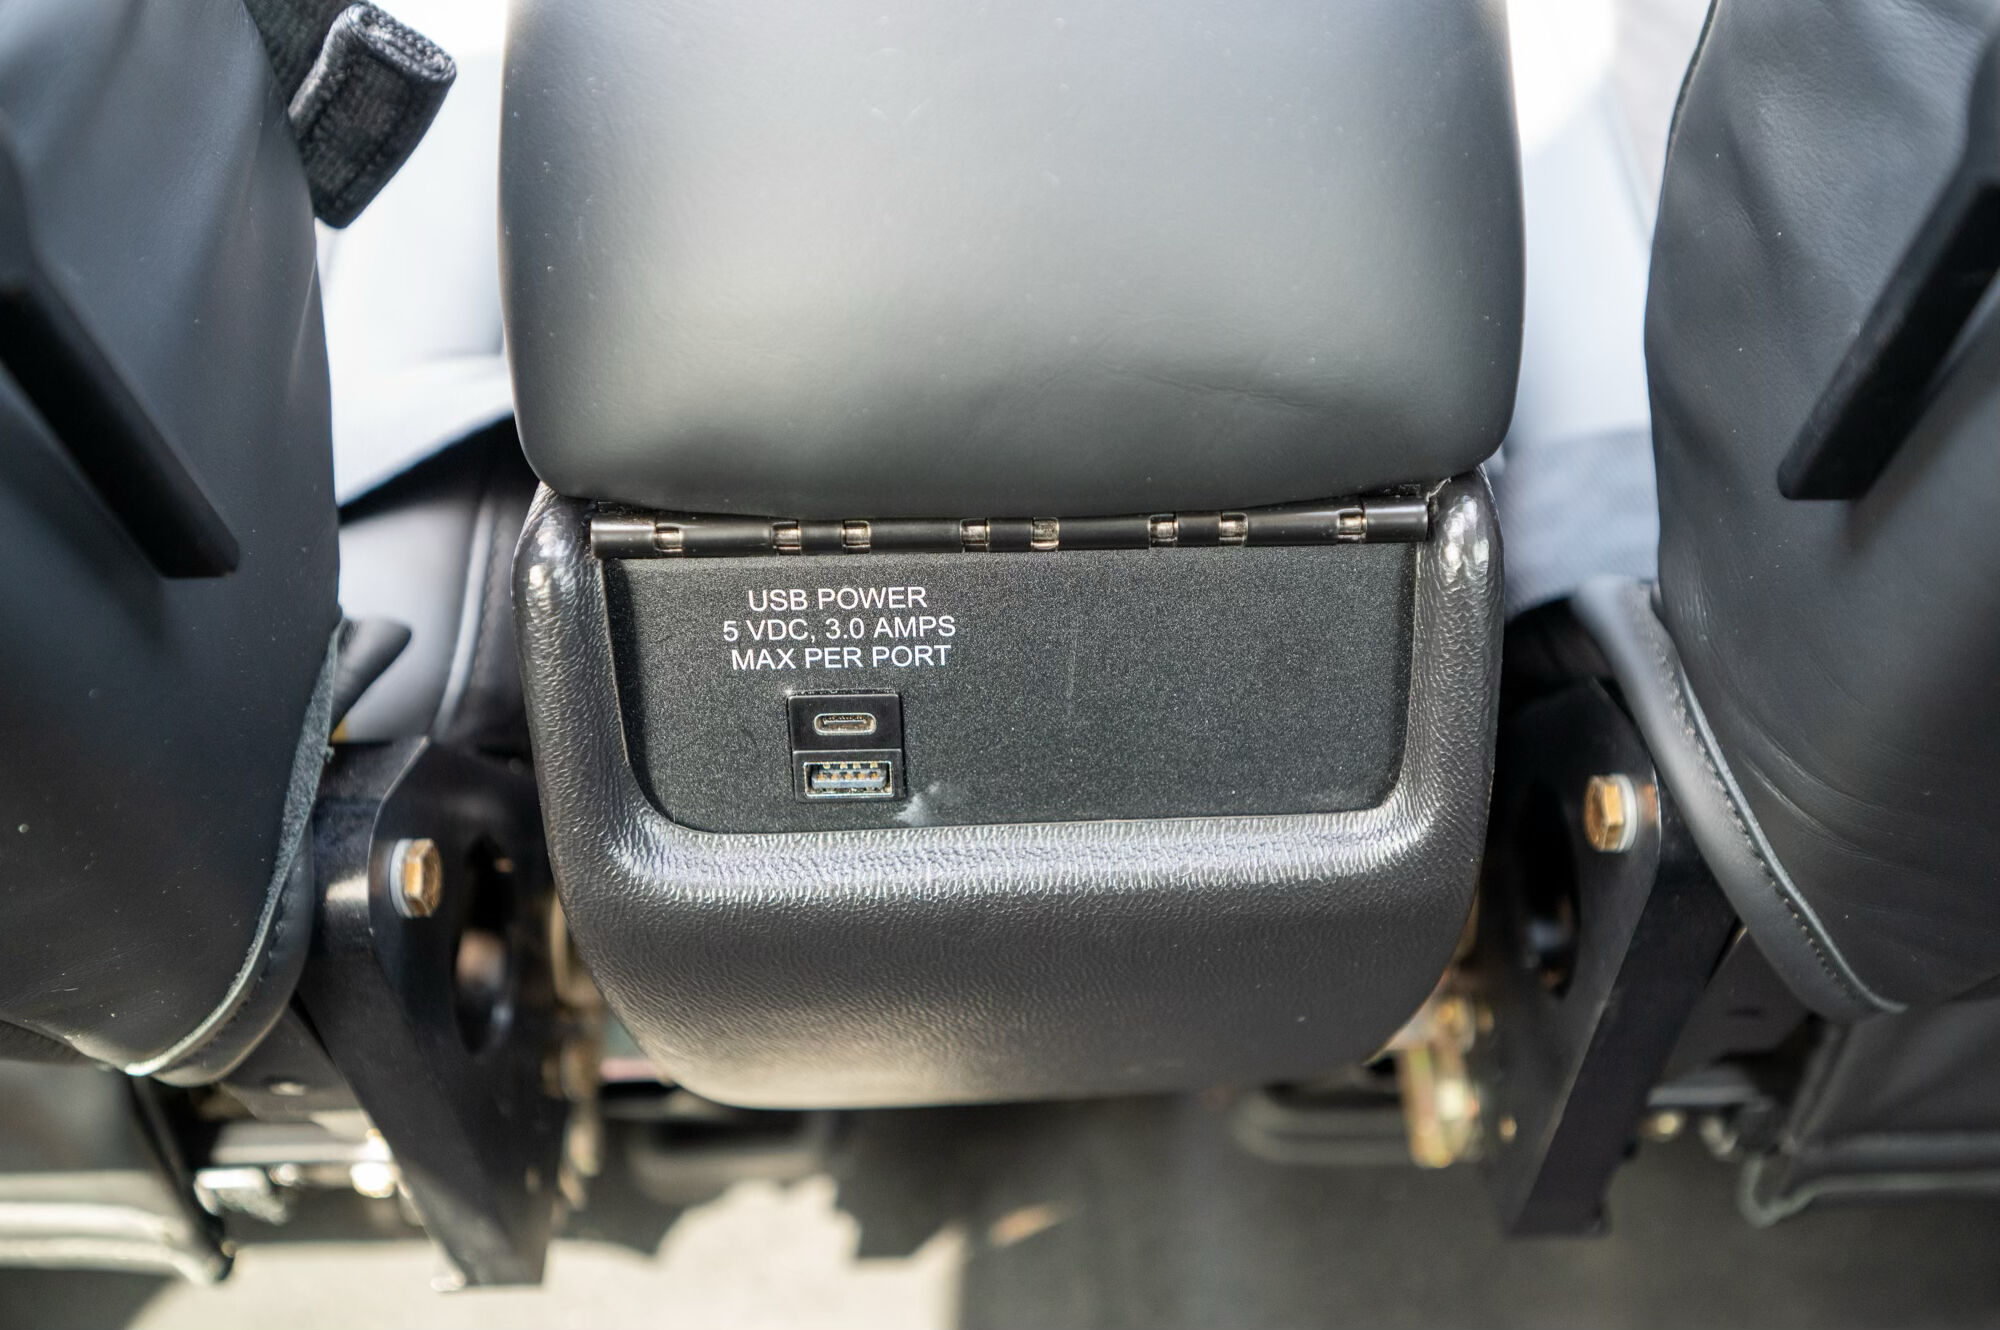 USB POWER
5 VDC, 3.0 AMPS
MAX PER PORT